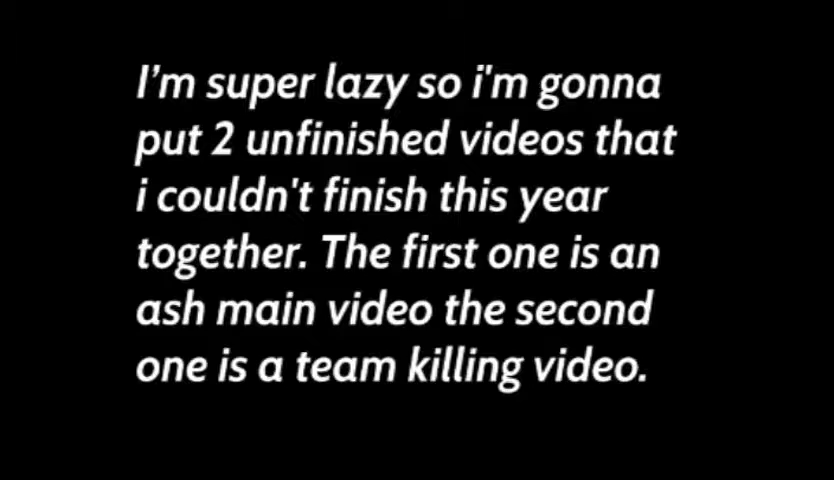 I’m super lazy so i'm gonna
put 2 unfinished videos that
i couldn't finish this year
together. The first one is an
ash main video the second
one is a team killing video.